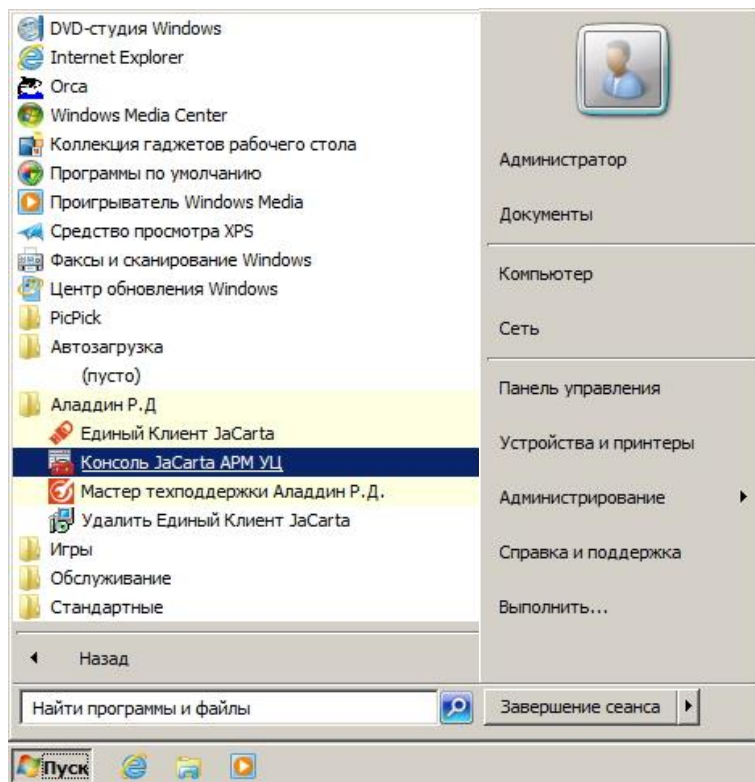 DVD-студия Windows
Internet Explorer
Orca
Windows Media Center
Коллекция гаджетов рабочего стола
Программы по умолчанию
Проигрыватель Windows Media
Средство просмотра XPS
Факсы и сканирование Windows
Центр обновления Windows
PicPick
Автозагрузка
(пусто)
Аладдин Р.Д
Единый Клиент JaCarta
Консоль JaCarta АРМ УЦ
Мастер техподдержки Аладдин Р.Д.
Удалить Единый Клиент JaCarta
Игры
Обслуживание
Стандартные
Назад
Найти программы и файлы
Администратор
Документы
Компьютер
Сеть
Панель управления
Устройства и принтеры
Администрирование
Справка и поддержка
Выполнить...
Завершение сеанса
Пуск